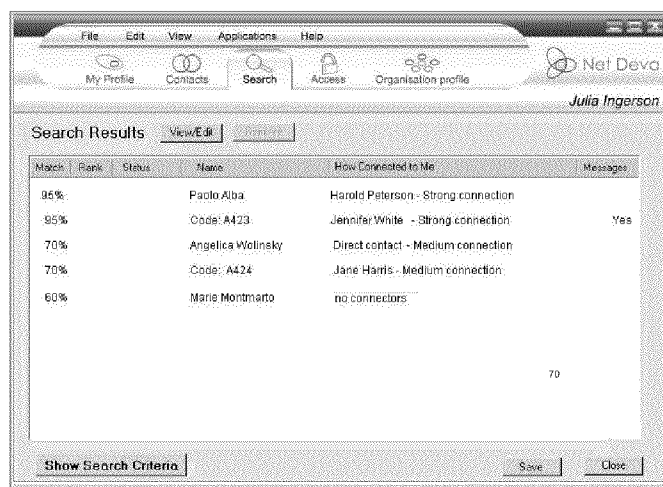 File Edit View Applications Help
My Profile Contacts Search Access Organisation profile Net Deva
Julia Ingerson
Search Results View/Edit
Match Rank Status Name How Connected to Me Messages
95% Paolo Alba Harold Peterson - Strong connection
95% Code: A423 Jennifer White - Strong connection Yes
70% Angelica Wolinsky Direct contact - Medium connection
70% Code: A424 Jane Harris - Medium connection
60% Marie Montmarto no connectors
70
Show Search Criteria Save Close